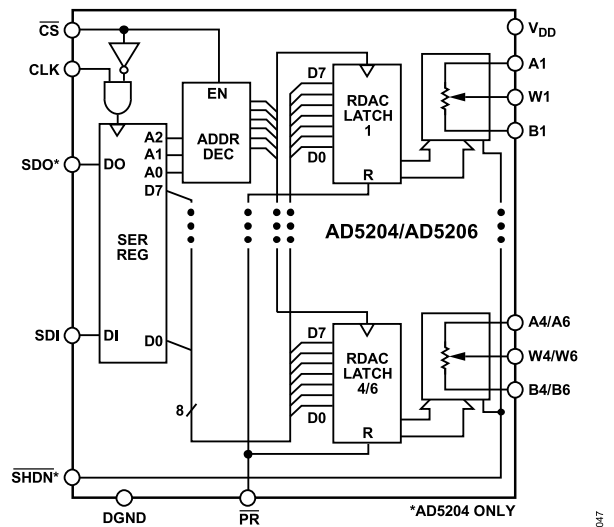 CS
V_DD
CLK
A1
EN
D7
RDAC
LATCH
1
W1
A2
A1
A0
ADDR
DEC
B1
D0
SDO*
DO
D7
R
SER
REG
AD5204/AD5206
D7
RDAC
LATCH
4/6
A4/A6
SDI
DI
D0
W4/W6
B4/B6
8
D0
R
SHDN*
*AD5204 ONLY
DGND
PR
047